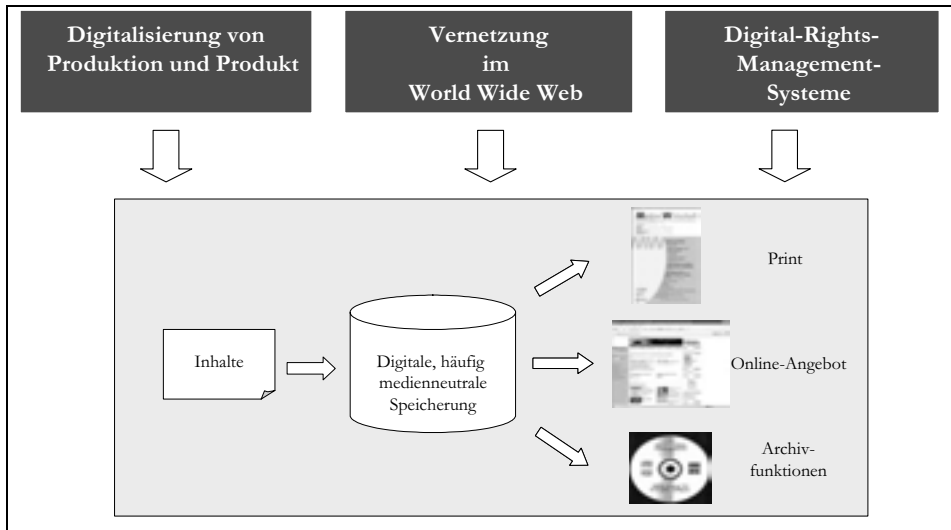 Digitalisierung von
Produktion und Produkt
Vernetzung
im
World Wide Web
Digital-Rights-
Management-
Systeme
Print
Inhalte
Digitale, häufig
medienneutrale
Speicherung
Online-Angebot
Archiv-
funktionen